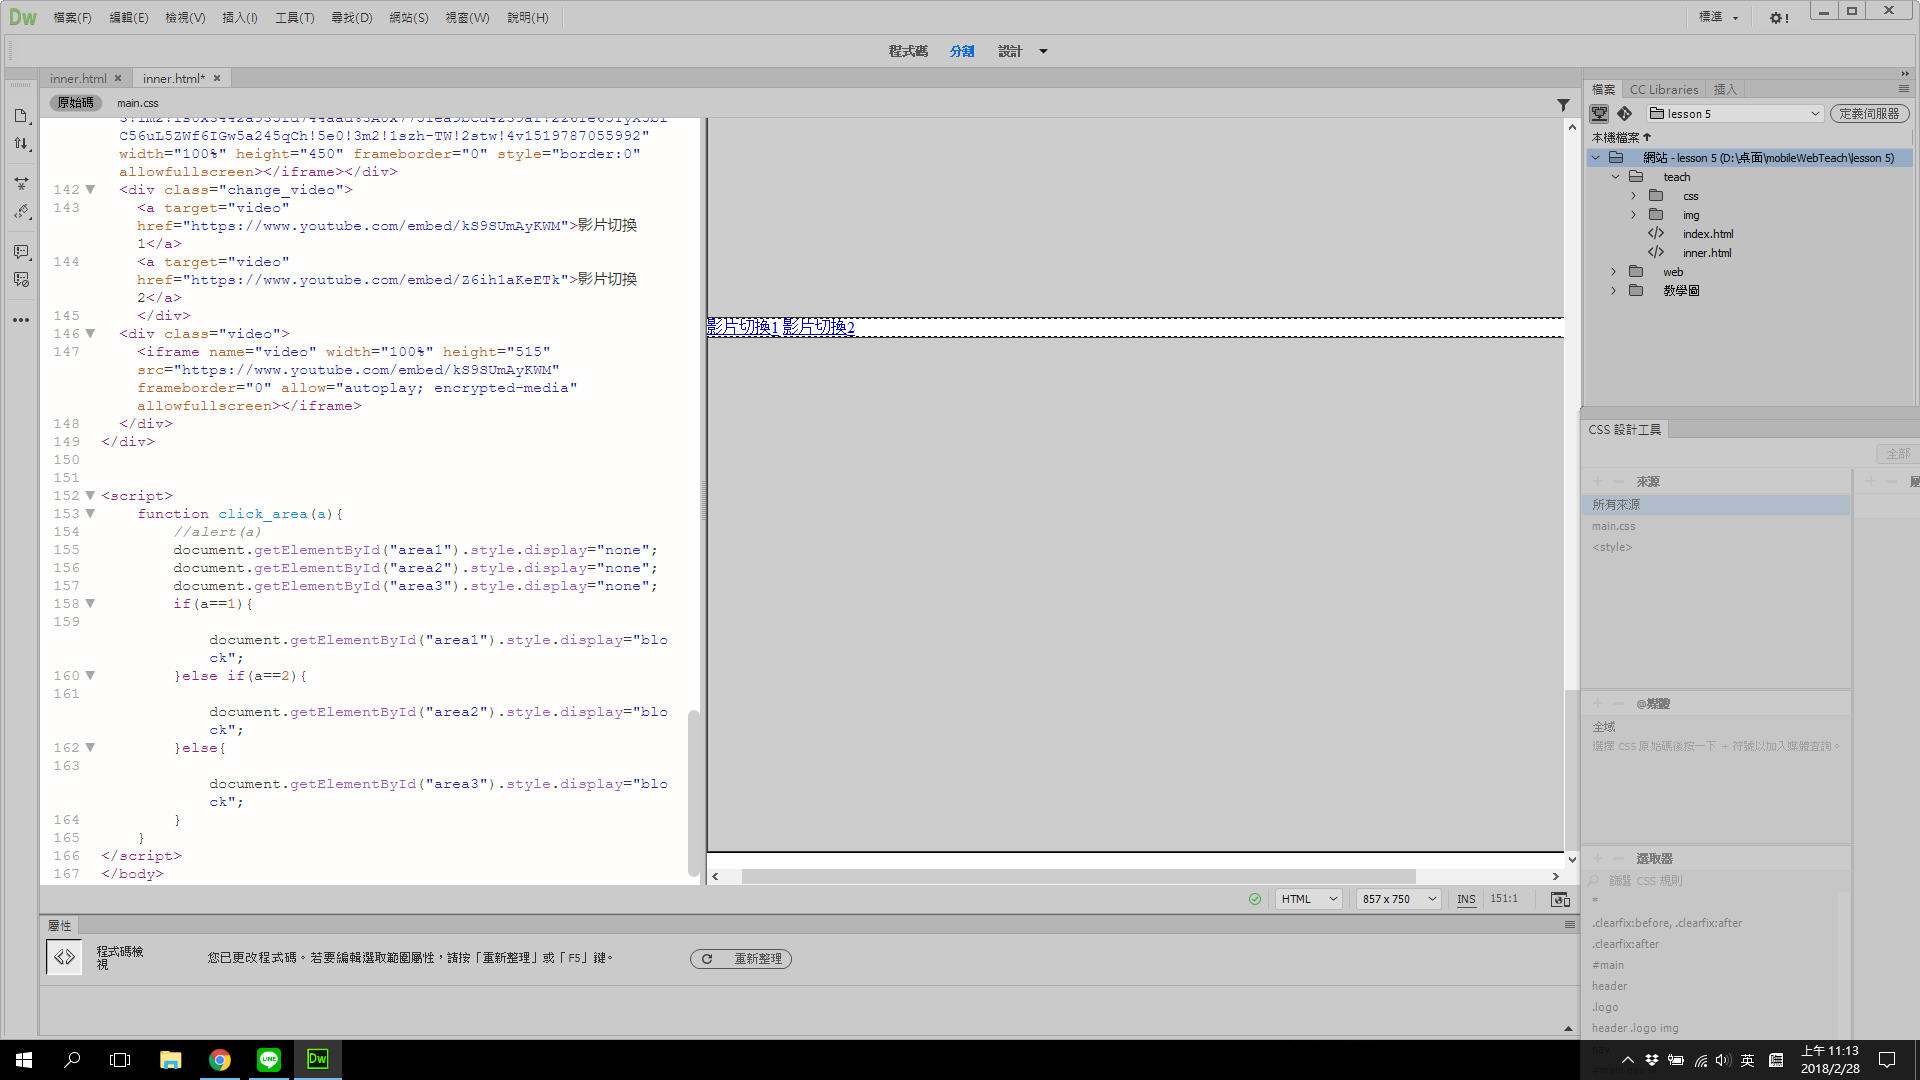 Dw 檔案(F) 編輯(E) 檢視(V) 插入(I) 工具(T) 尋找(D) 網站(S) 視窗(W) 說明(H) 標準
程式碼 分割 設計
inner.html inner.html*
原始碼 main.css
C56uL5ZWf6IGw5a245qCh!5e0!3m2!1szh-TW!2stw!4v1519787055992"
width="100%" height="450" frameborder="0" style="border:0"
allowfullscreen></iframe></div>
142 <div class="change_video">
143 <a target="video"
href="https://www.youtube.com/embed/kS9SUmAyKWM">影片切換
1</a>
144 <a target="video"
href="https://www.youtube.com/embed/Z6ih1aKeETk">影片切換
2</a>
145 </div>
146 <div class="video">
147 <iframe name="video" width="100%" height="515"
src="https://www.youtube.com/embed/kS9SUmAyKWM"
frameborder="0" allow="autoplay; encrypted-media"
allowfullscreen></iframe>
148 </div>
149 </div>
150
151
152 <script>
153 function click_area(a){
154 //alert(a)
155 document.getElementById("area1").style.display="none";
156 document.getElementById("area2").style.display="none";
157 document.getElementById("area3").style.display="none";
158 if(a==1){
159
document.getElementById("area1").style.display="blo
ck";
160 }else if(a==2){
161
document.getElementById("area2").style.display="blo
ck";
162 }else{
163
document.getElementById("area3").style.display="blo
ck";
164 }
165 }
166 </script>
167 </body>
影片切換1 影片切換2
HTML 857 x 750 INS 151:1
屬性
程式碼檢
視
您已更改程式碼。若要編輯選取範圍屬性，請按「重新整理」或「F5」鍵。
重新整理
檔案 CC Libraries 插入
lesson 5 定義伺服器
本機檔案
網站 - lesson 5 (D:\桌面\mobileWebTeach\lesson 5)
teach
css
img
index.html
inner.html
web
教學圖
CSS 設計工具
全部
來源
所有來源
main.css
<style>
@媒體
全域
選擇 CSS 原始碼後按一下 + 符號以加入媒體查詢。
選取器
篩選 CSS 規則
*
.clearfix:before, .clearfix:after
.clearfix:after
#main
header
.logo
header .logo img
LINE Dw
英
上午 11:13
2018/2/28